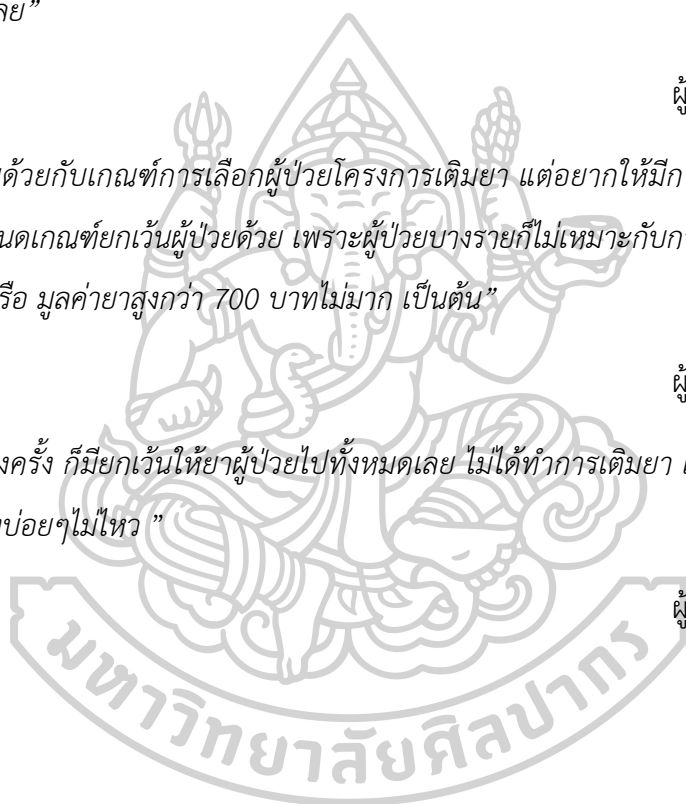 ลย”
ผู้
ด้วยกับเกณฑ์การเลือกผู้ป่วยโครงการเติมยา แต่อยากให้มีก
นดเกณฑ์ยกเว้นผู้ป่วยด้วย เพราะผู้ป่วยบางรายก็ไม่เหมาะกับก
รือ มูลค่ายาสูงกว่า 700 บาทไม่มาก เป็นต้น”
ผู้
งครั้ง ก็มียกเว้นให้ยาผู้ป่วยไปทั้งหมดเลย ไม่ได้ทำการเติมยา
บ่อยๆไม่ไหว ”
ผู้
มหาวิทยาลัยศิลปากร